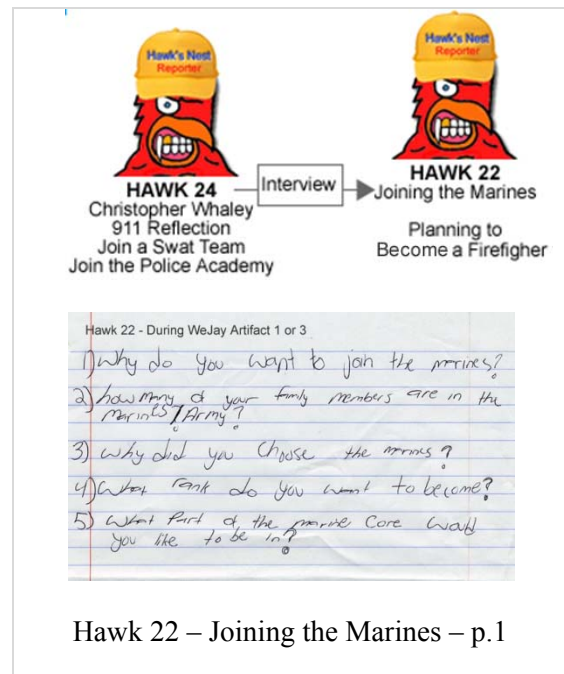 Hawk's Nest
Reporter
Hawk's Nest
Reporter
HAWK 24
Christopher Whaley
911 Reflection
Join a Swat Team
Join the Police Academy
Interview
HAWK 22
Joining the Marines
Planning to
Become a Firefigher
Hawk 22 - During WeJay Artifact 1 or 3
1) Why do you want to join the merines?
2) how many of your fimly members are in the
Marines/Army?
3) Why did you Choose the merines?
4) What rank do you want to become?
5) What Part of the marine Core would
you like to be in?
Hawk 22 – Joining the Marines – p.1